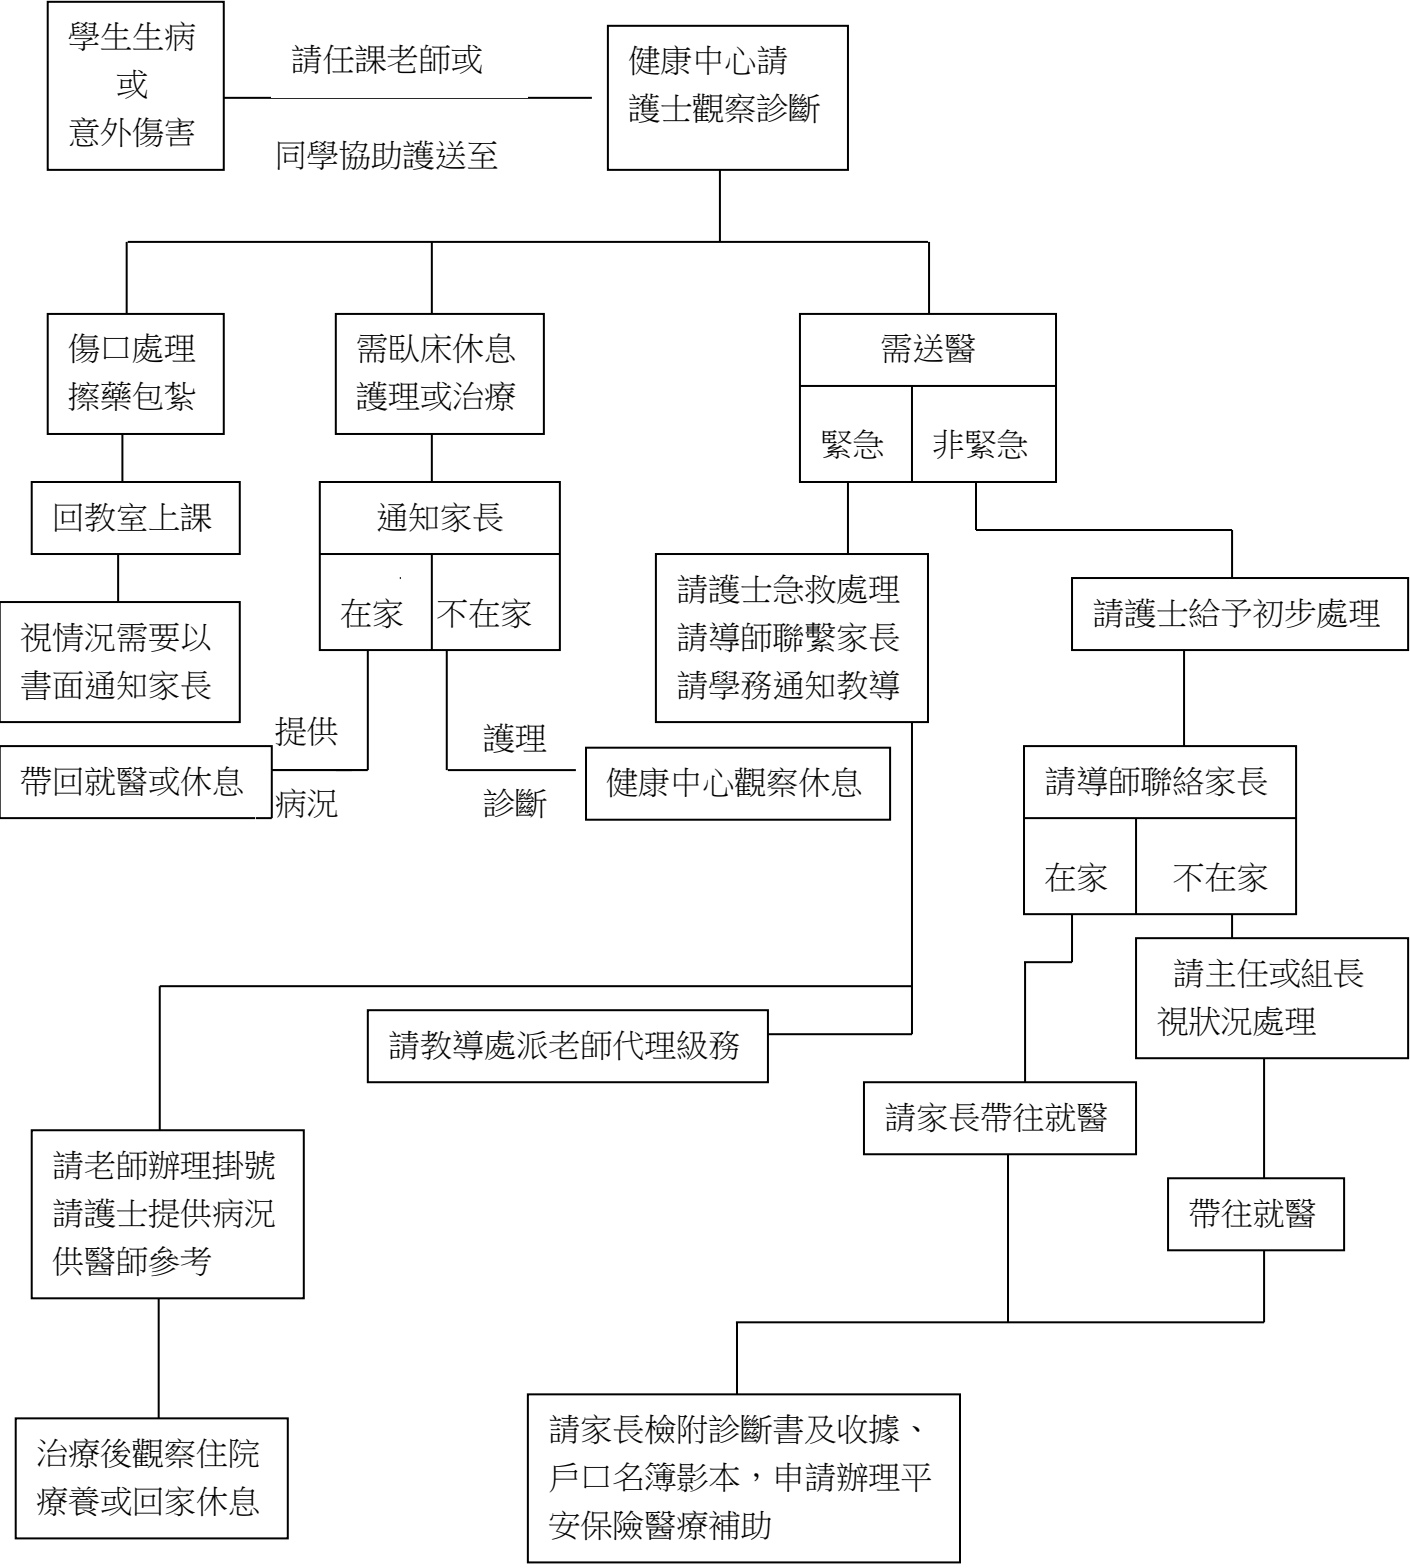 學生生病
或
意外傷害
請任課老師或
同學協助護送至
健康中心請
護士觀察診斷
傷口處理
擦藥包紮
需臥床休息
護理或治療
需送醫
緊急
非緊急
回教室上課
通知家長
在家
不在家
視情況需要以
書面通知家長
請護士急救處理
請導師聯繫家長
請學務通知教導
請護士給予初步處理
提供
病況
帶回就醫或休息
護理
診斷
健康中心觀察休息
請導師聯絡家長
在家
不在家
請主任或組長
視狀況處理
請教導處派老師代理級務
請家長帶往就醫
請老師辦理掛號
請護士提供病況
供醫師參考
帶往就醫
治療後觀察住院
療養或回家休息
請家長檢附診斷書及收據、
戶口名簿影本，申請辦理平
安保險醫療補助